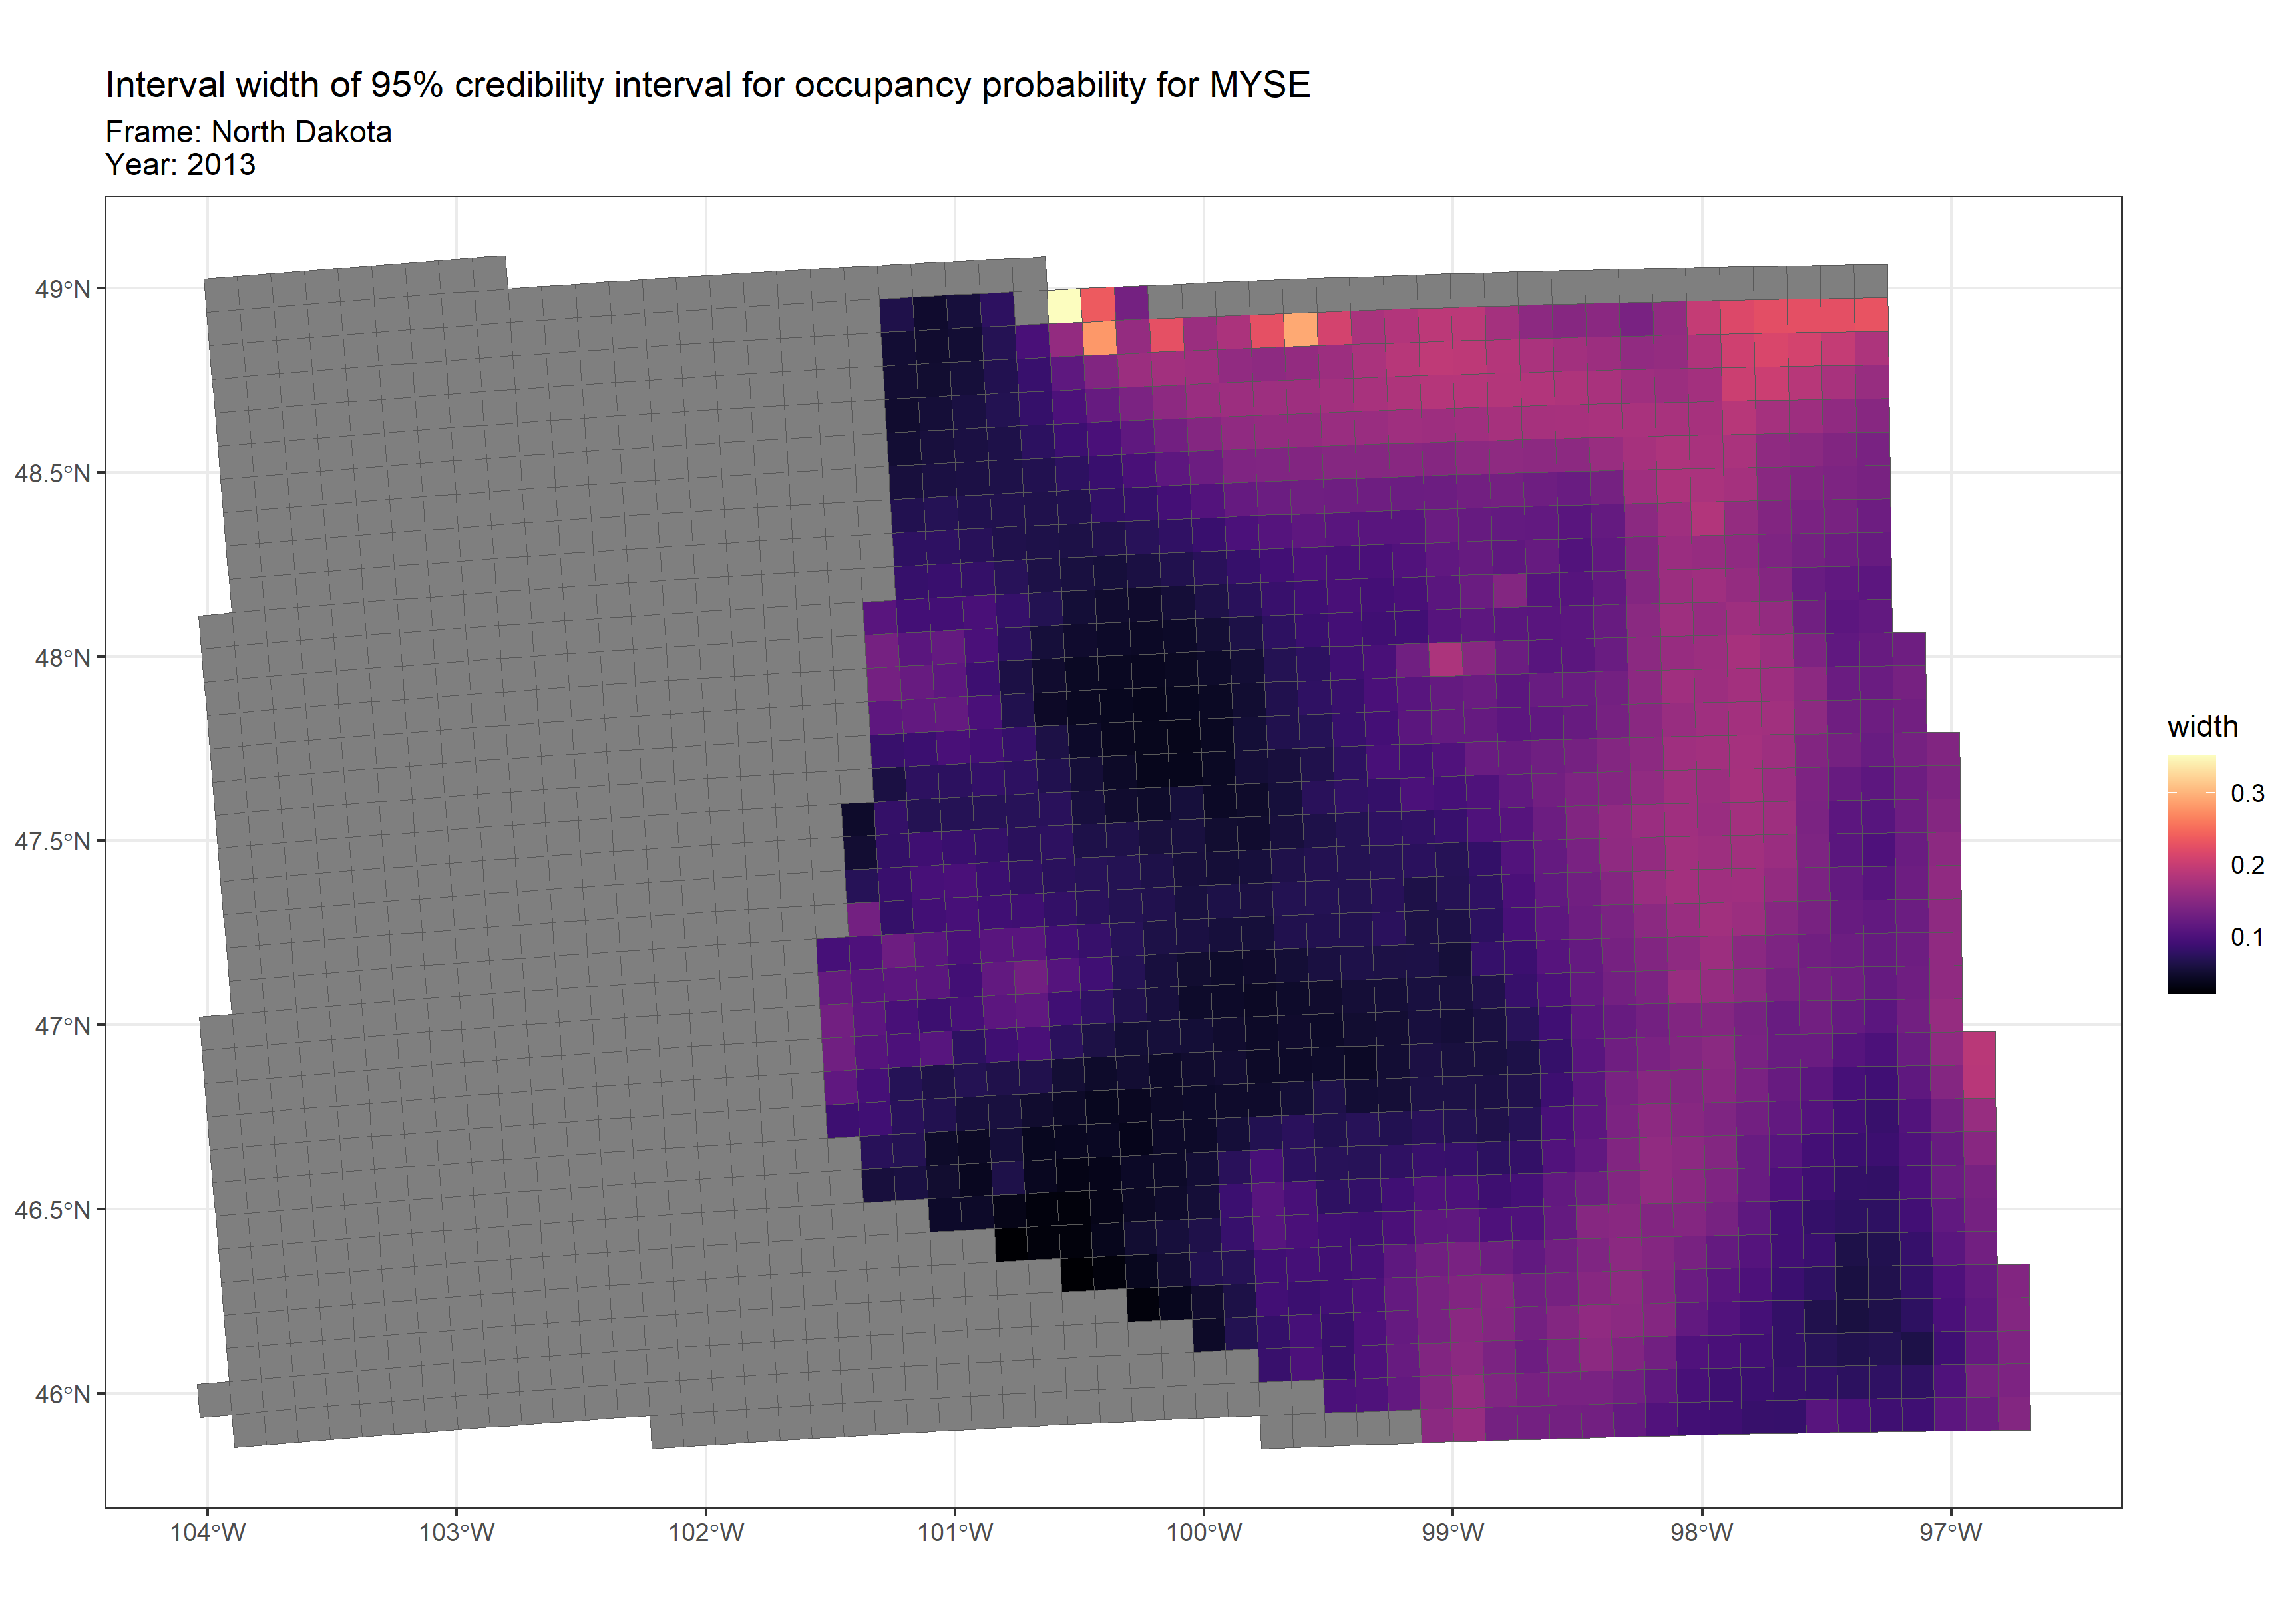 Interval width of 95% credibility interval for occupancy probability for MYSE
Frame: North Dakota
Year: 2013
49°N
48.5°N
48°N
47.5°N
47°N
46.5°N
46°N
104°W
103°W
102°W
101°W
100°W
99°W
98°W
97°W
width
0.3
0.2
0.1